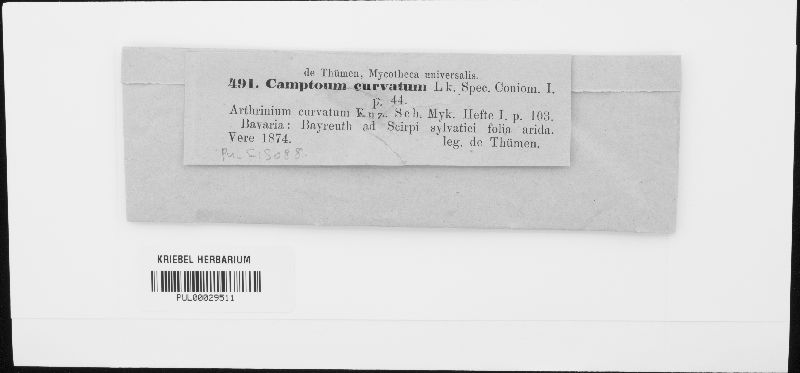 de Thümen, Mycotheca universalis.
491. Camptoum curvatum Lk. Spec. Coniom. I,
p. 44.
Arthrinium curvatum Knz. Sch. Myk. Hefte I. p. 103.
Bavaria: Bayreuth ad Scirpi sylvatici folia arida.
Vere 1874. leg. de Thümen.
KRIEBEL HERBARIUM
PUL00029511